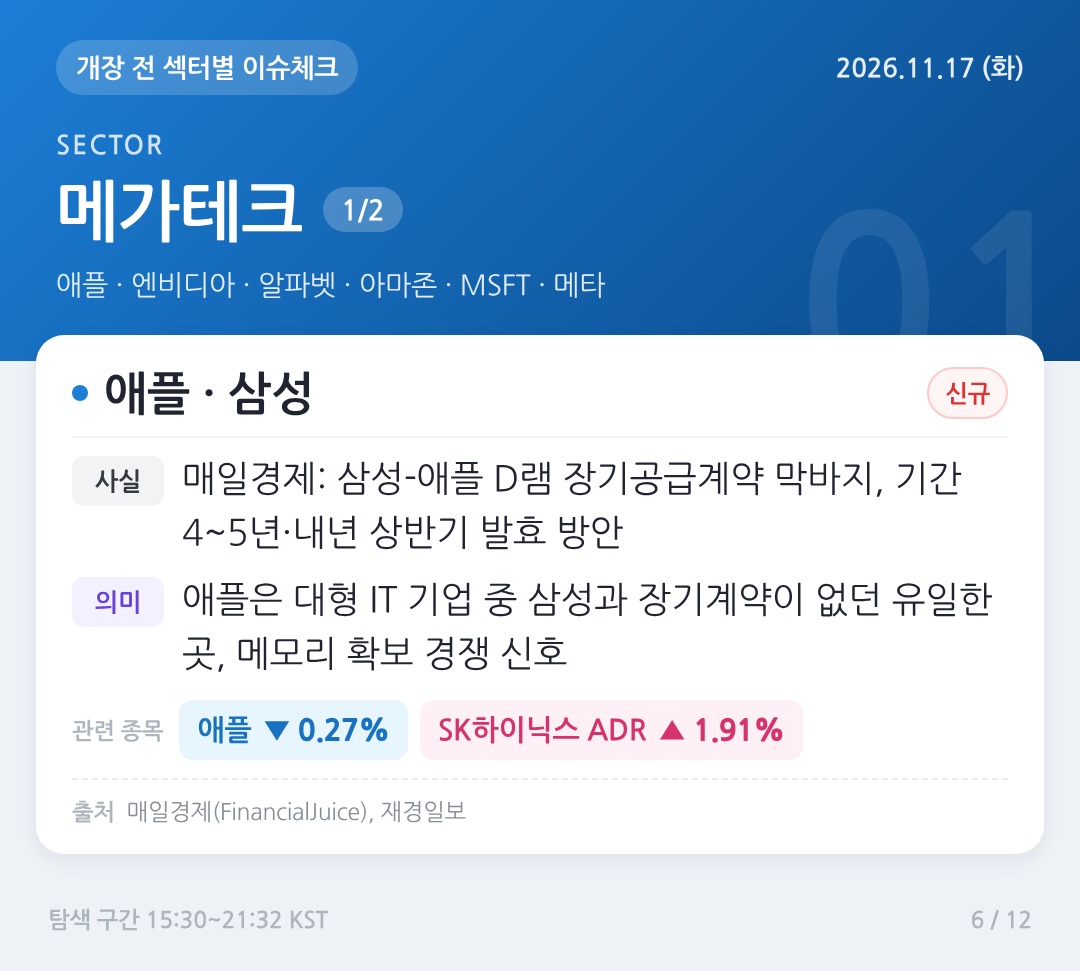 개장 전 섹터별 이슈체크
2026.11.17 (화)
SECTOR
메가테크 1/2
애플 · 엔비디아 · 알파벳 · 아마존 · MSFT · 메타
01
애플 · 삼성
신규
사실
매일경제: 삼성-애플 D램 장기공급계약 막바지, 기간
4~5년·내년 상반기 발효 방안
의미
애플은 대형 IT 기업 중 삼성과 장기계약이 없던 유일한
곳, 메모리 확보 경쟁 신호
관련 종목 애플 ▼ 0.27% SK하이닉스 ADR ▲ 1.91%
출처 매일경제(FinancialJuice), 재경일보
탐색 구간 15:30~21:32 KST
6 / 12